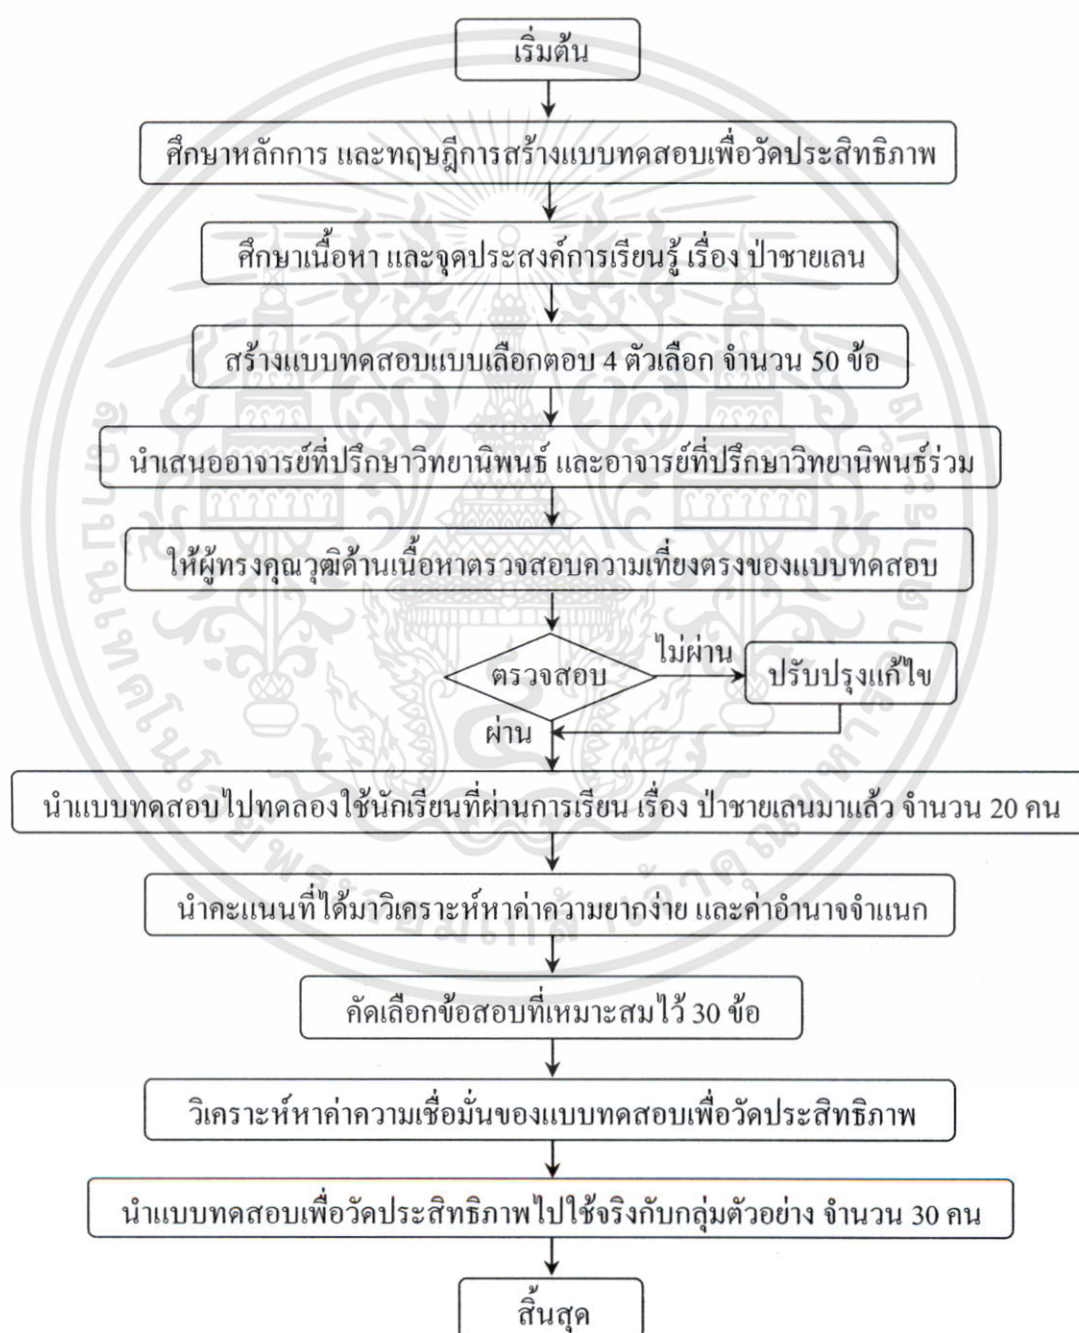 เริ่มต้น
ศึกษาหลักการ และทฤษฎีการสร้างแบบทดสอบเพื่อวัดประสิทธิภาพ
ศึกษาเนื้อหา และจุดประสงค์การเรียนรู้ เรื่อง ป่าชายเลน
สร้างแบบทดสอบแบบเลือกตอบ 4 ตัวเลือก จำนวน 50 ข้อ
นำเสนออาจารย์ที่ปรึกษาวิทยานิพนธ์ และอาจารย์ที่ปรึกษาวิทยานิพนธ์ร่วม
ให้ผู้ทรงคุณวุฒิด้านเนื้อหาตรวจสอบความเที่ยงตรงของแบบทดสอบ
ตรวจสอบ
ไม่ผ่าน
ปรับปรุงแก้ไข
ผ่าน
นำแบบทดสอบไปทดลองใช้นักเรียนที่ผ่านการเรียน เรื่อง ป่าชายเลนมาแล้ว จำนวน 20 คน
นำคะแนนที่ได้มาวิเคราะห์หาค่าความยากง่าย และค่าอำนาจจำแนก
คัดเลือกข้อสอบที่เหมาะสมไว้ 30 ข้อ
วิเคราะห์หาค่าความเชื่อมั่นของแบบทดสอบเพื่อวัดประสิทธิภาพ
นำแบบทดสอบเพื่อวัดประสิทธิภาพไปใช้จริงกับกลุ่มตัวอย่าง จำนวน 30 คน
สิ้นสุด